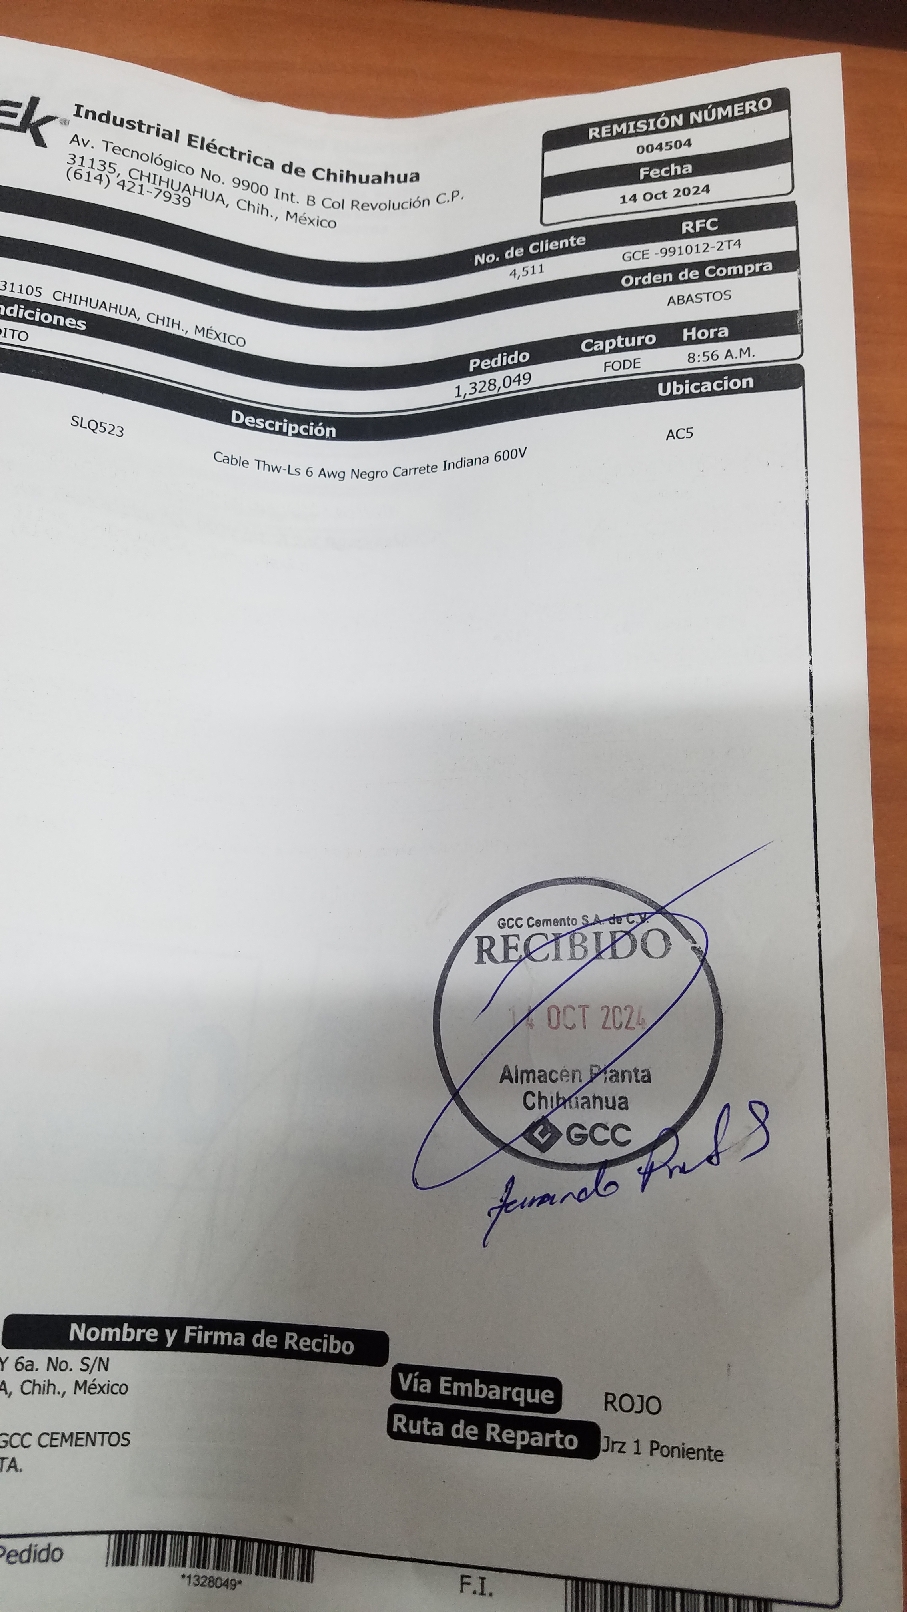 Industrial Eléctrica de Chihuahua
Av. Tecnológico No. 9900 Int. B Col Revolución C.P.
31135, CHIHUAHUA, Chih., México
(614) 421-7939
REMISIÓN NÚMERO
004504
Fecha
14 Oct 2024
No. de Cliente RFC
4,511 GCE -991012-2T4
Orden de Compra
31105 CHIHUAHUA, CHIH., MÉXICO ABASTOS
ndiciones Pedido Capturo Hora
DITO 1,328,049 FODE 8:56 A.M.
Descripción Ubicacion
SLQ523 Cable Thw-Ls 6 Awg Negro Carrete Indiana 600V AC5
GCC Cemento S.A. de C.V.
RECIBIDO
14 OCT 2024
Almacén Planta
Chihuahua
GCC
Nombre y Firma de Recibo
Y 6a. No. S/N
A, Chih., México
GCC CEMENTOS
TA.
Vía Embarque ROJO
Ruta de Reparto Jrz 1 Poniente
Pedido
*1328049*
F.I.